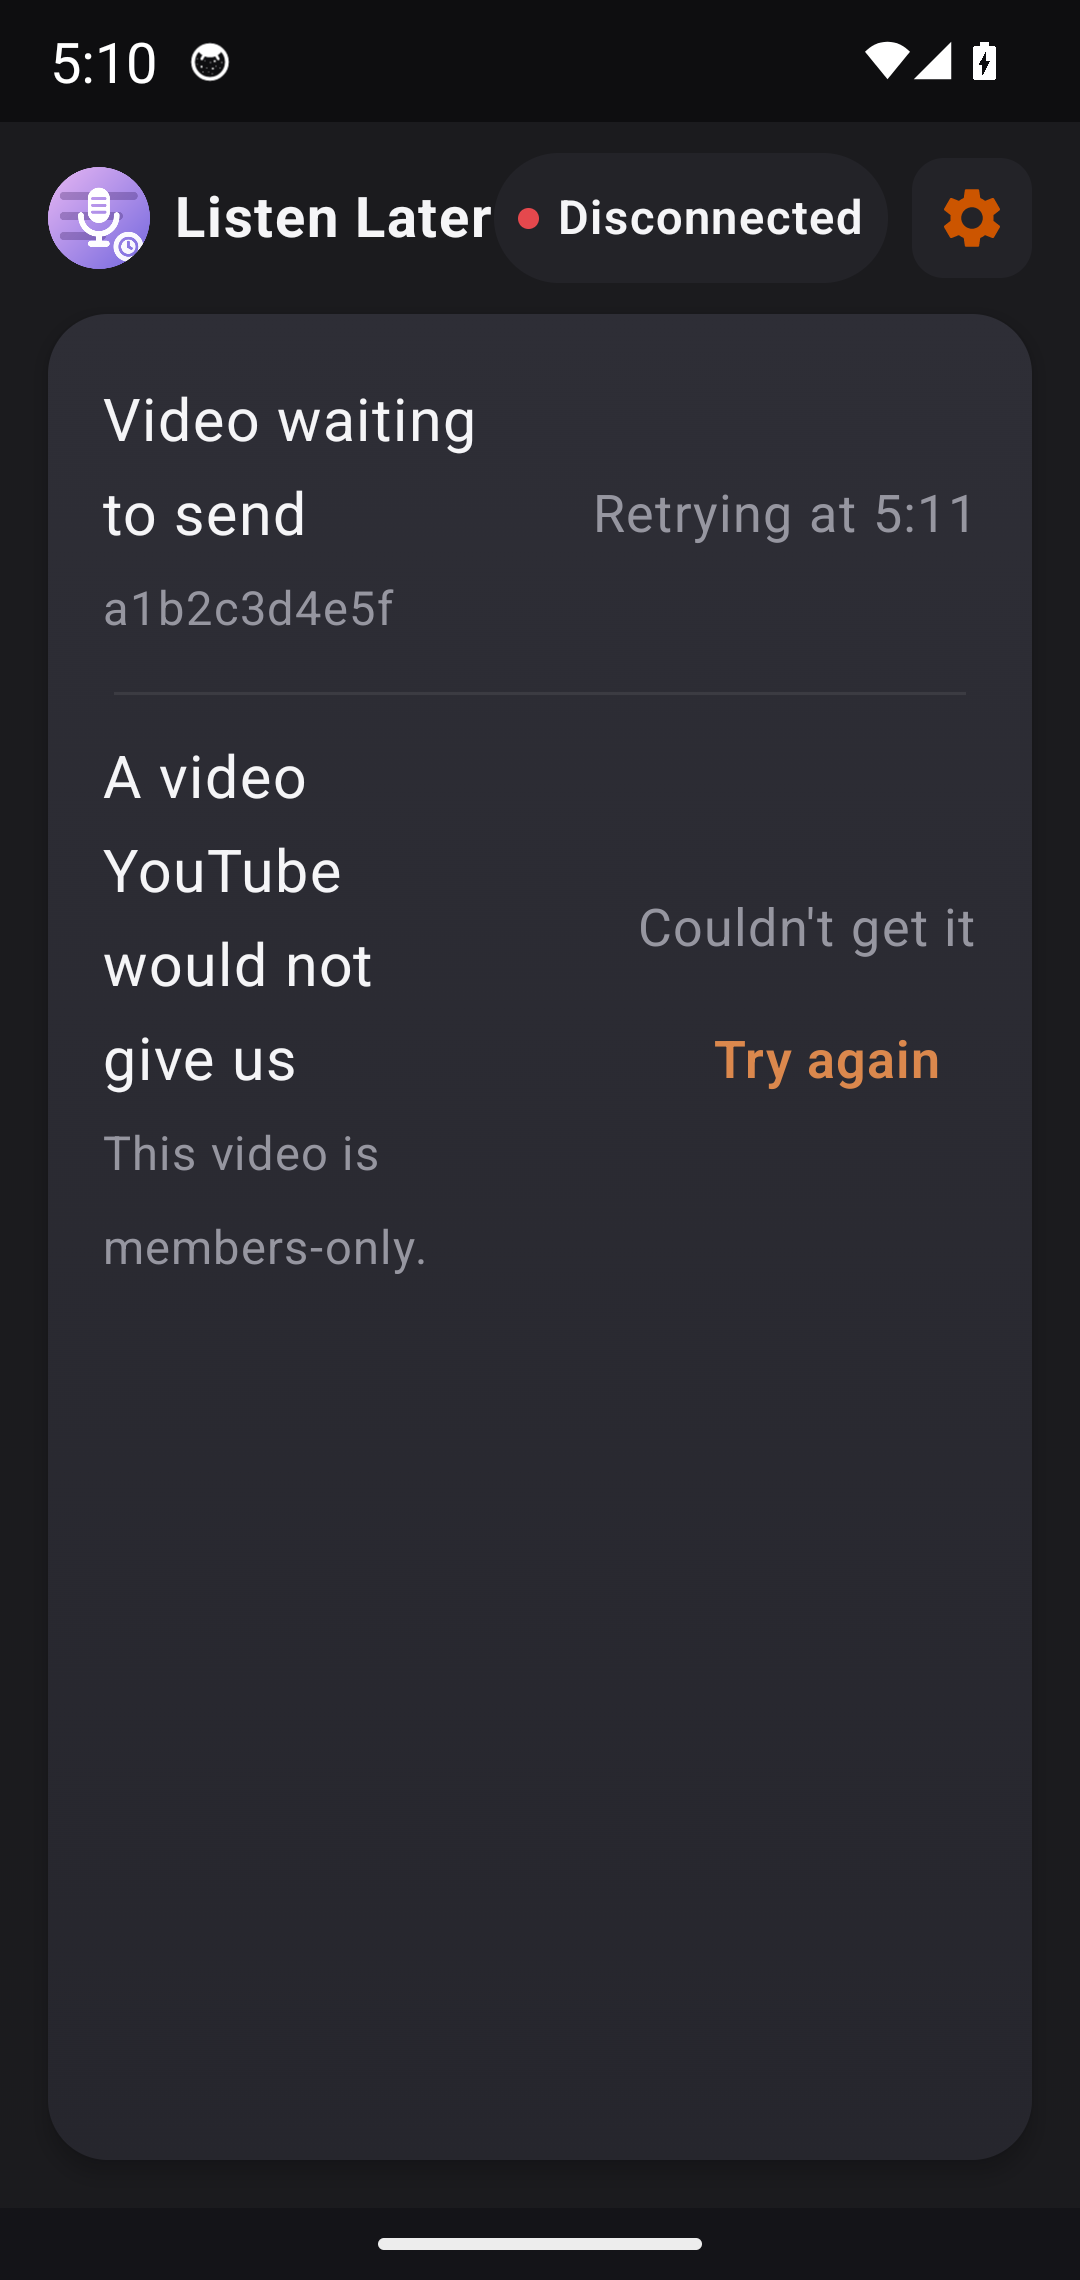 5:10
Listen Later
Disconnected
Video waiting
to send
Retrying at 5:11
a1b2c3d4e5f
A video
YouTube
would not
give us
Couldn't get it
Try again
This video is
members-only.